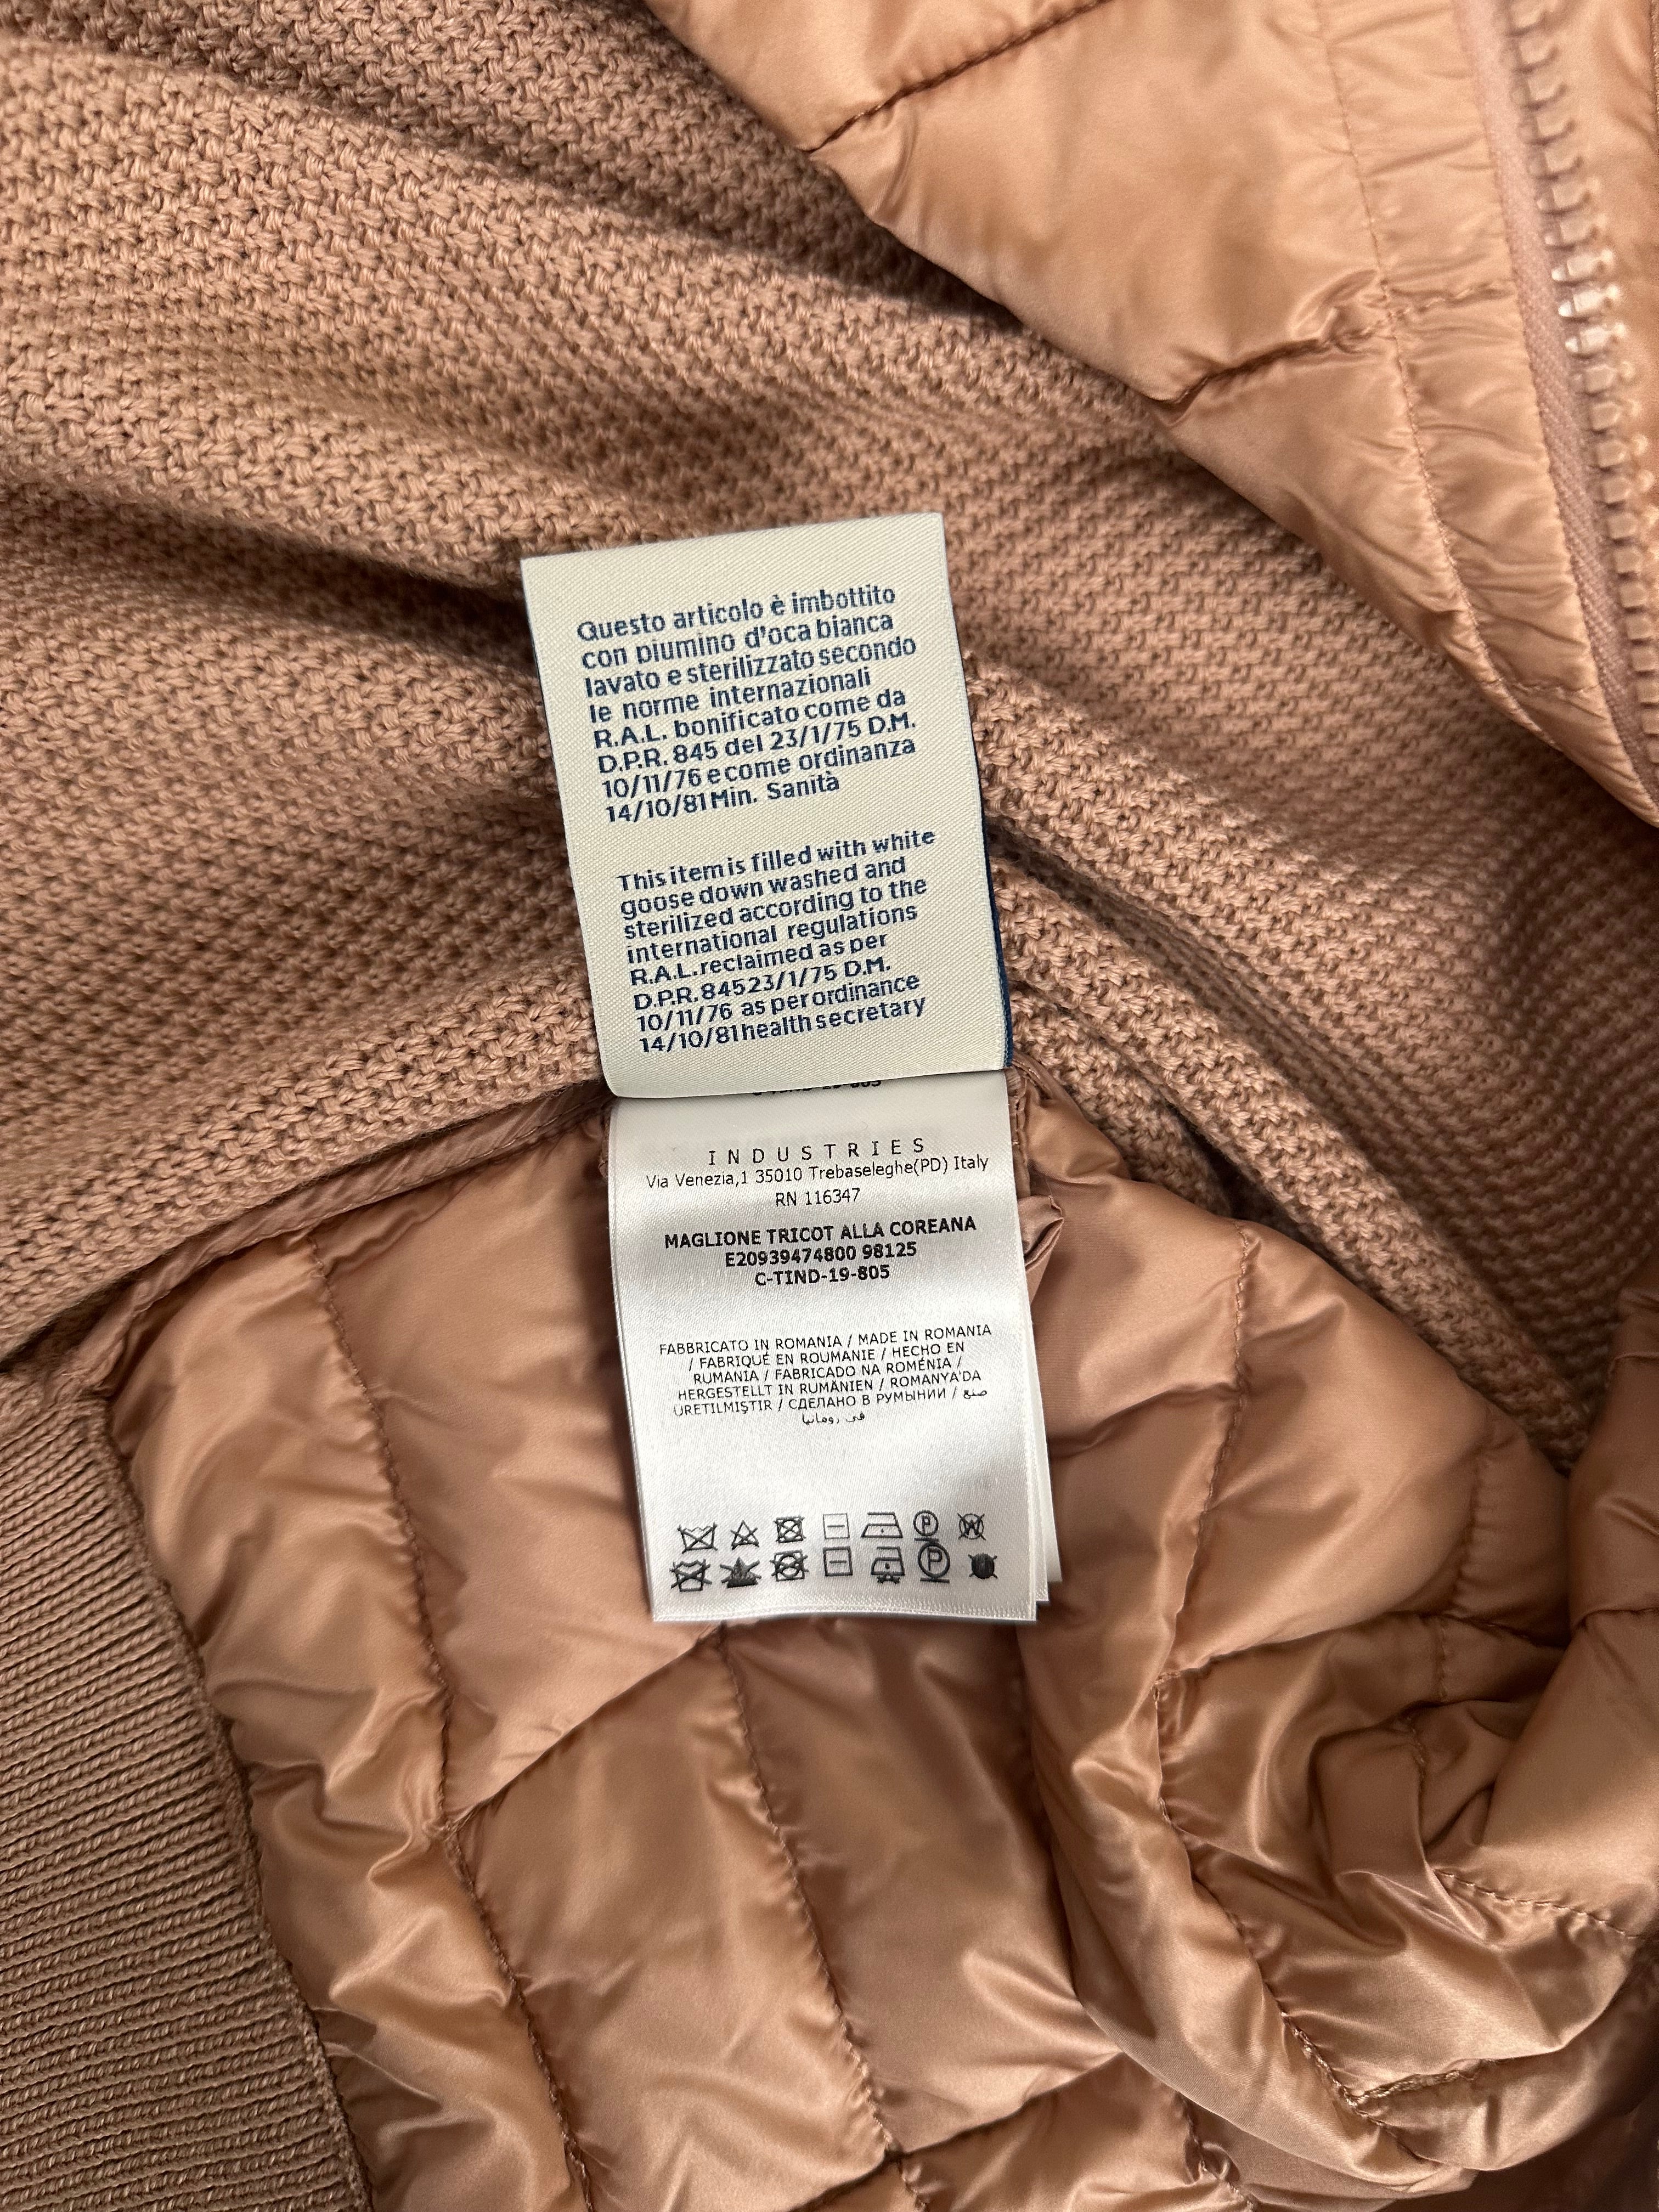 Questo articolo è imbottito
con piumino d'oca bianca
lavato e sterilizzato secondo
le norme internazionali
R.A.L. bonificato come da
D.P.R. 845 del 23/1/75 D.M.
10/11/76 e come ordinanza
14/10/81 Min. Sanità
This item is filled with white
goose down washed and
sterilized according to the
international regulations
R.A.L. reclaimed as per
D.P.R. 845 23/1/75 D.M.
10/11/76 as per ordinance
14/10/81 health secretary
INDUSTRIES
Via Venezia,1 35010 Trebaseleghe(PD) Italy
RN 116347
MAGLIONE TRICOT ALLA COREANA
E20939474800 98125
C-TIND-19-805
FABBRICATO IN ROMANIA / MADE IN ROMANIA
/ FABRIQUÉ EN ROUMANIE / HECHO EN
RUMANIA / FABRICADO NA ROMÉNIA /
HERGESTELLT IN RUMÄNIEN / ROMANYA'DA
ÜRETILMIŞTIR / СДЕЛАНО В РУМЫНИИ / صنع
في رومانيا
P W
P